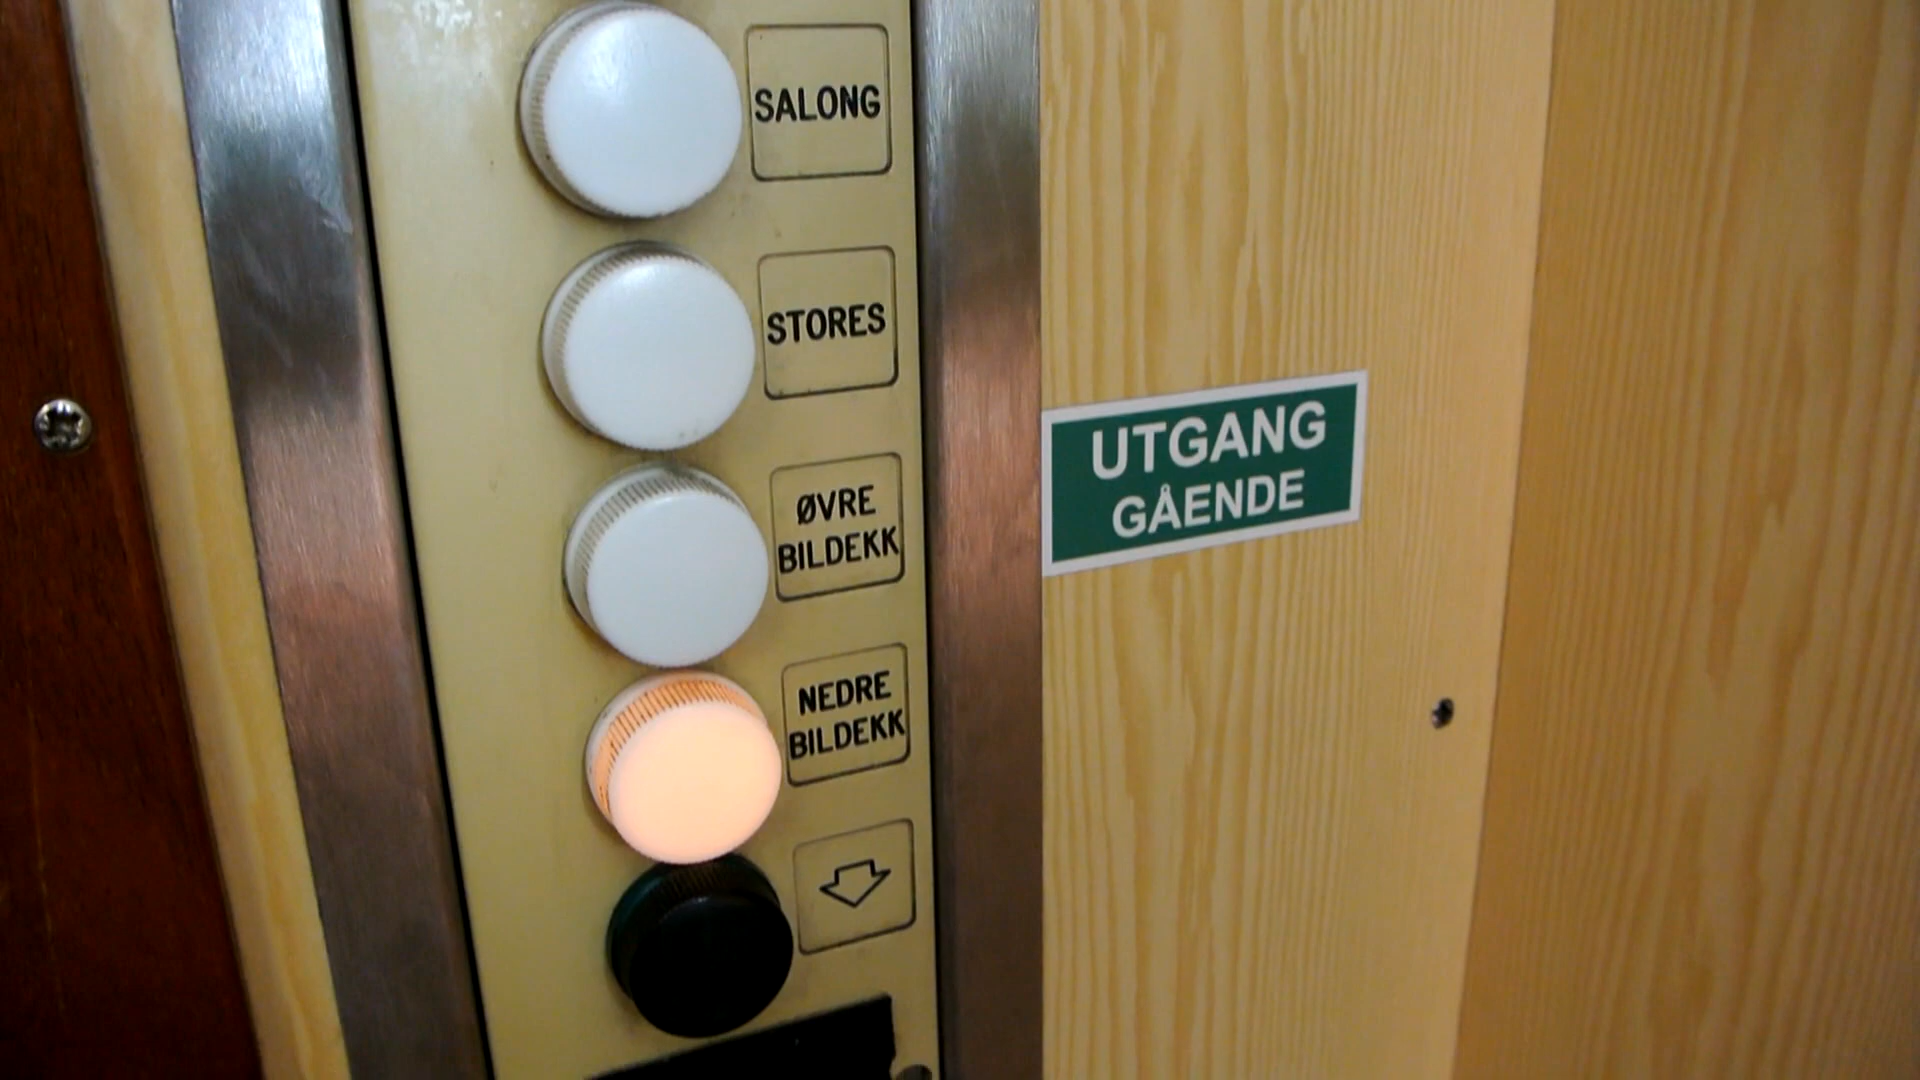 SALONG
STORES
ØVRE
BILDEKK
NEDRE
BILDEKK
UTGANG
GÅENDE